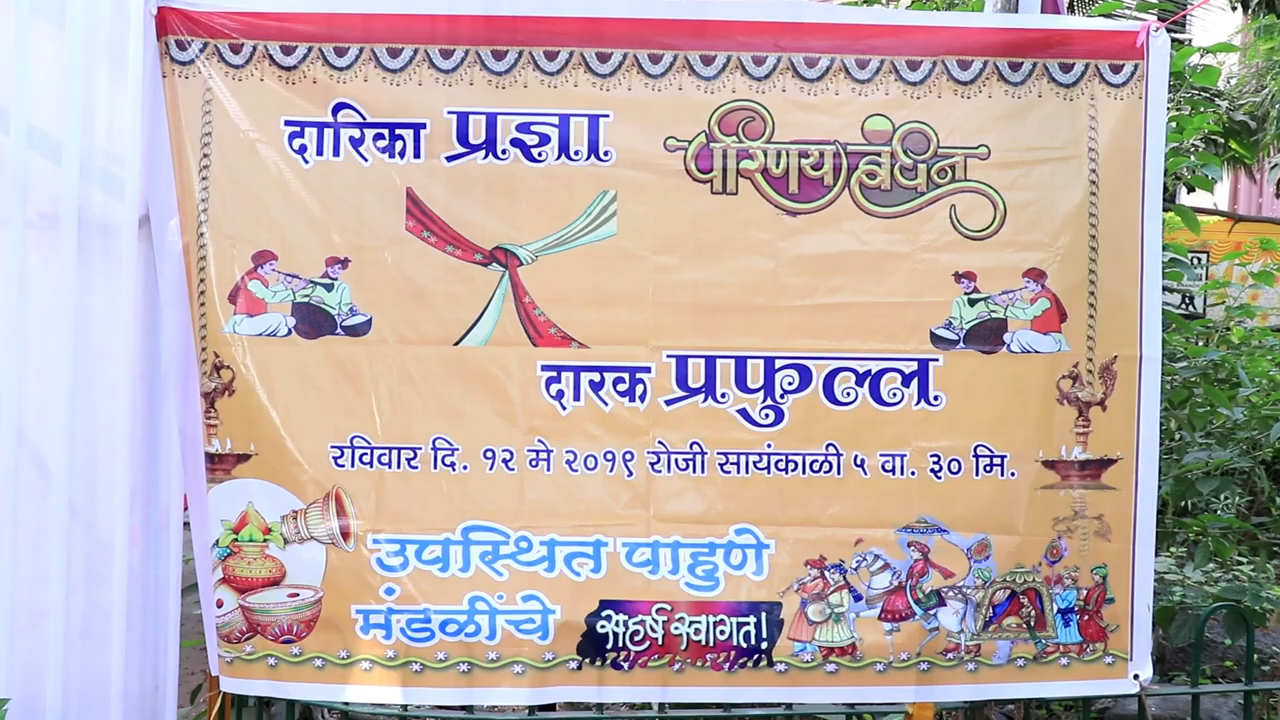 दारिका प्रज्ञा
परिणय बंधन
दारक प्रफुल्ल
रविवार दि. १२ मे २०१९ रोजी सायंकाळी ५ वा. ३० मि.
उपस्थित पाहुणे
मंडळींचे
सहर्ष स्वागत!